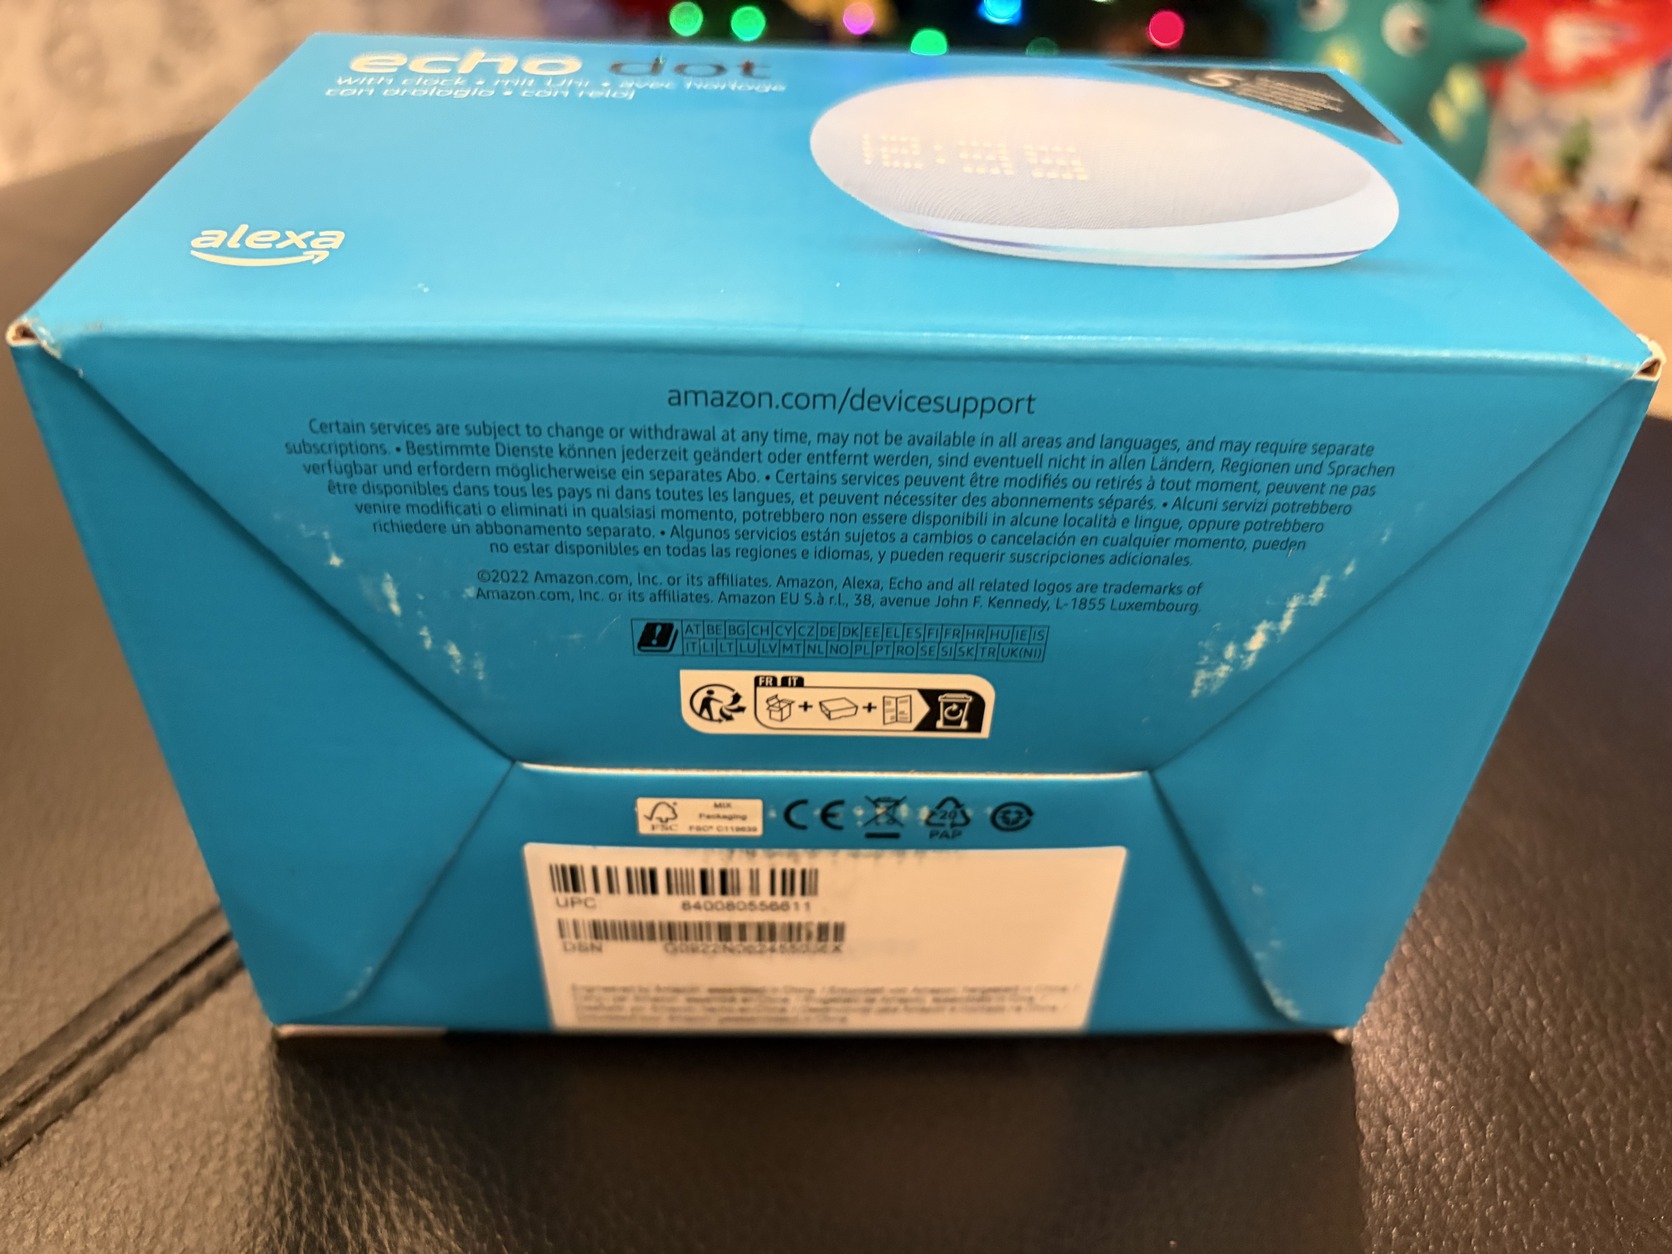 echo dot
with clock • mit Uhr • avec horloge
con orologio • con reloj
5
alexa
amazon.com/devicesupport
Certain services are subject to change or withdrawal at any time, may not be available in all areas and languages, and may require separate
subscriptions. • Bestimmte Dienste können jederzeit geändert oder entfernt werden, sind eventuell nicht in allen Ländern, Regionen und Sprachen
verfügbar und erfordern möglicherweise ein separates Abo. • Certains services peuvent être modifiés ou retirés à tout moment, peuvent ne pas
être disponibles dans tous les pays ni dans toutes les langues, et peuvent nécessiter des abonnements séparés. • Alcuni servizi potrebbero
venire modificati o eliminati in qualsiasi momento, potrebbero non essere disponibili in alcune località e lingue, oppure potrebbero
richiedere un abbonamento separato. • Algunos servicios están sujetos a cambios o cancelación en cualquier momento, pueden
no estar disponibles en todas las regiones e idiomas, y pueden requerir suscripciones adicionales.
©2022 Amazon.com, Inc. or its affiliates. Amazon, Alexa, Echo and all related logos are trademarks of
Amazon.com, Inc. or its affiliates. Amazon EU S.à r.l., 38, avenue John F. Kennedy, L-1855 Luxembourg.
AT BE BG CH CY CZ DE DK EE EL ES FI FR HR HU IE IS
IT LI LT LU LV MT NL NO PL PT RO SE SI SK TR UK(NI)
FR IT
MIX
Packaging
FSC
CE
20
PAP
UPC 840080556611
DSN